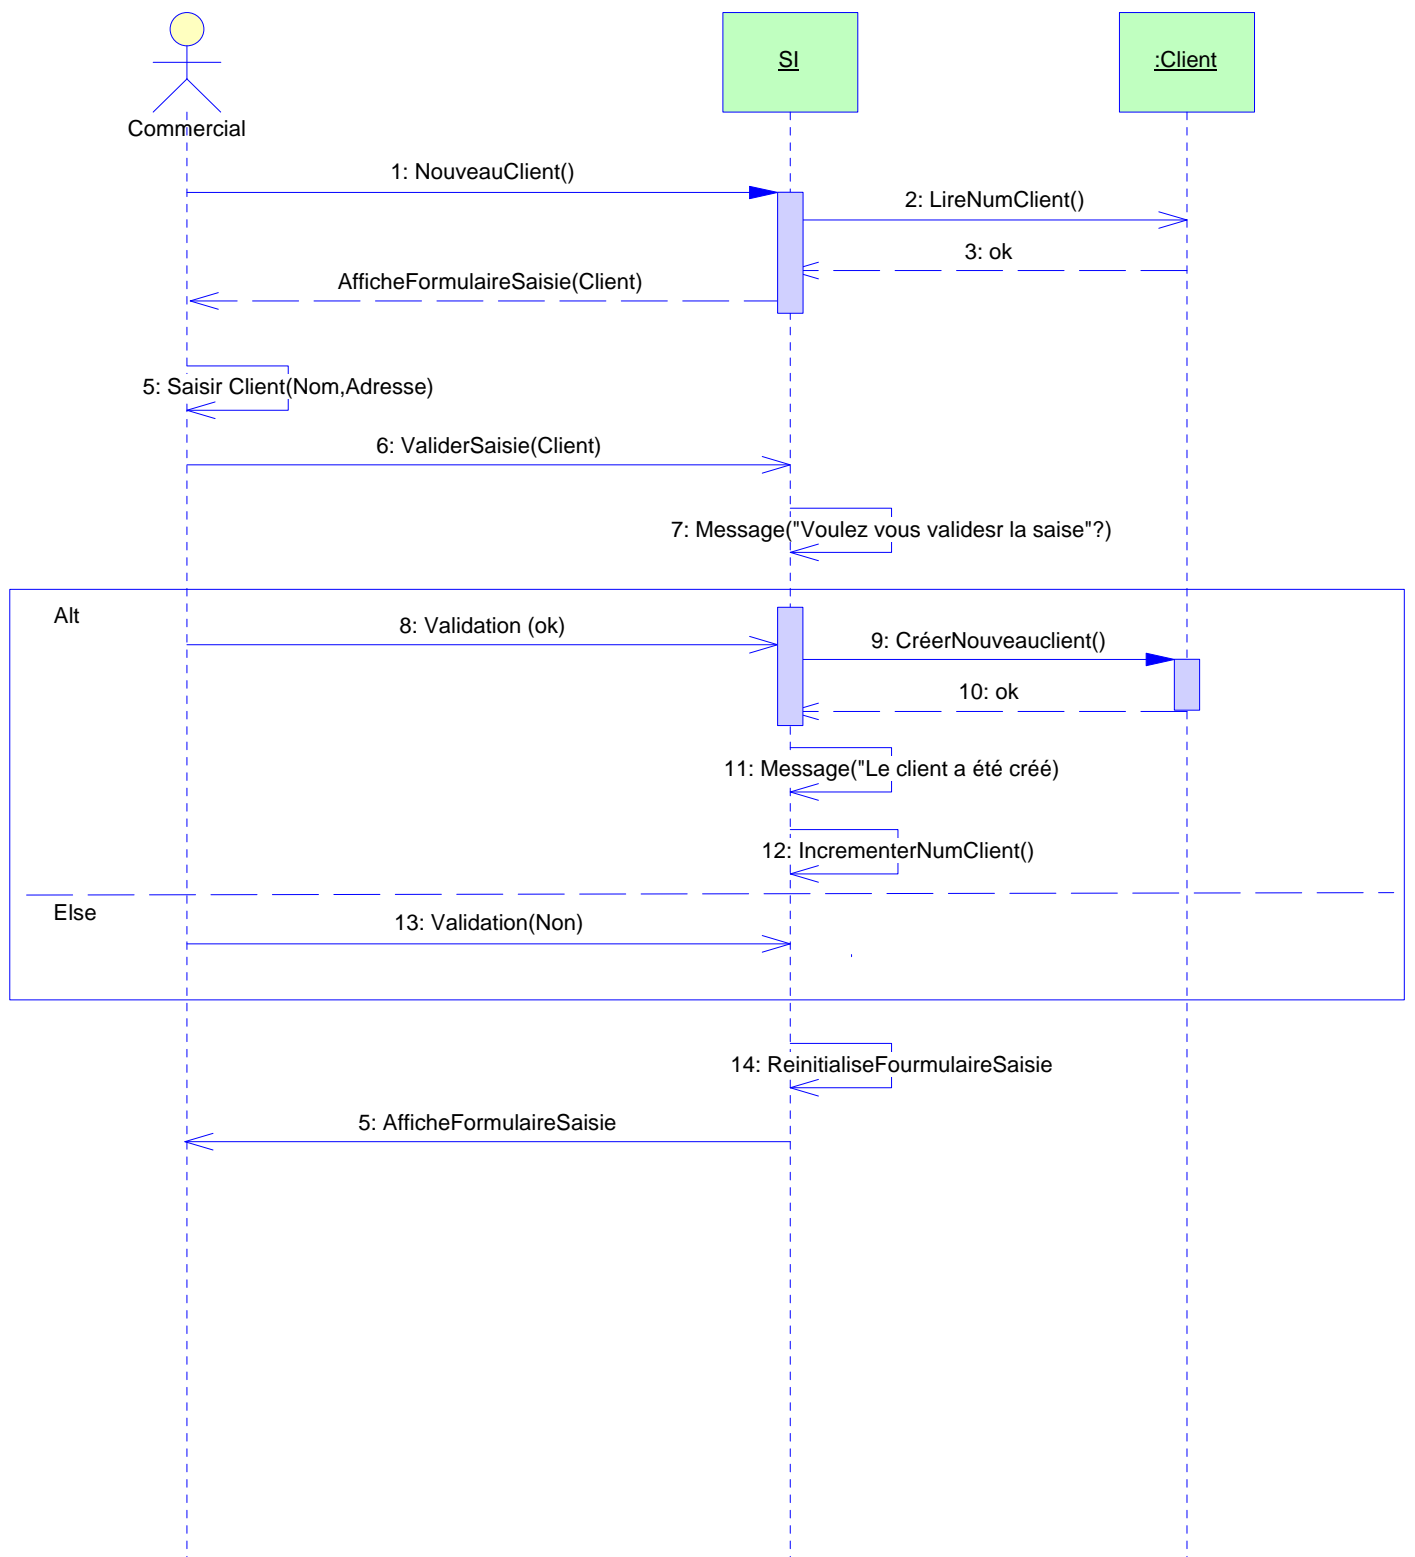 Commercial
SI
:Client
1: NouveauClient()
2: LireNumClient()
3: ok
AfficheFormulaireSaisie(Client)
5: Saisir Client(Nom,Adresse)
6: ValiderSaisie(Client)
7: Message("Voulez vous validesr la saise"?)
Alt
8: Validation (ok)
9: CréerNouveauclient()
10: ok
11: Message("Le client a été créé)
12: IncrementerNumClient()
Else
13: Validation(Non)
14: ReinitialiseFourmulaireSaisie
5: AfficheFormulaireSaisie